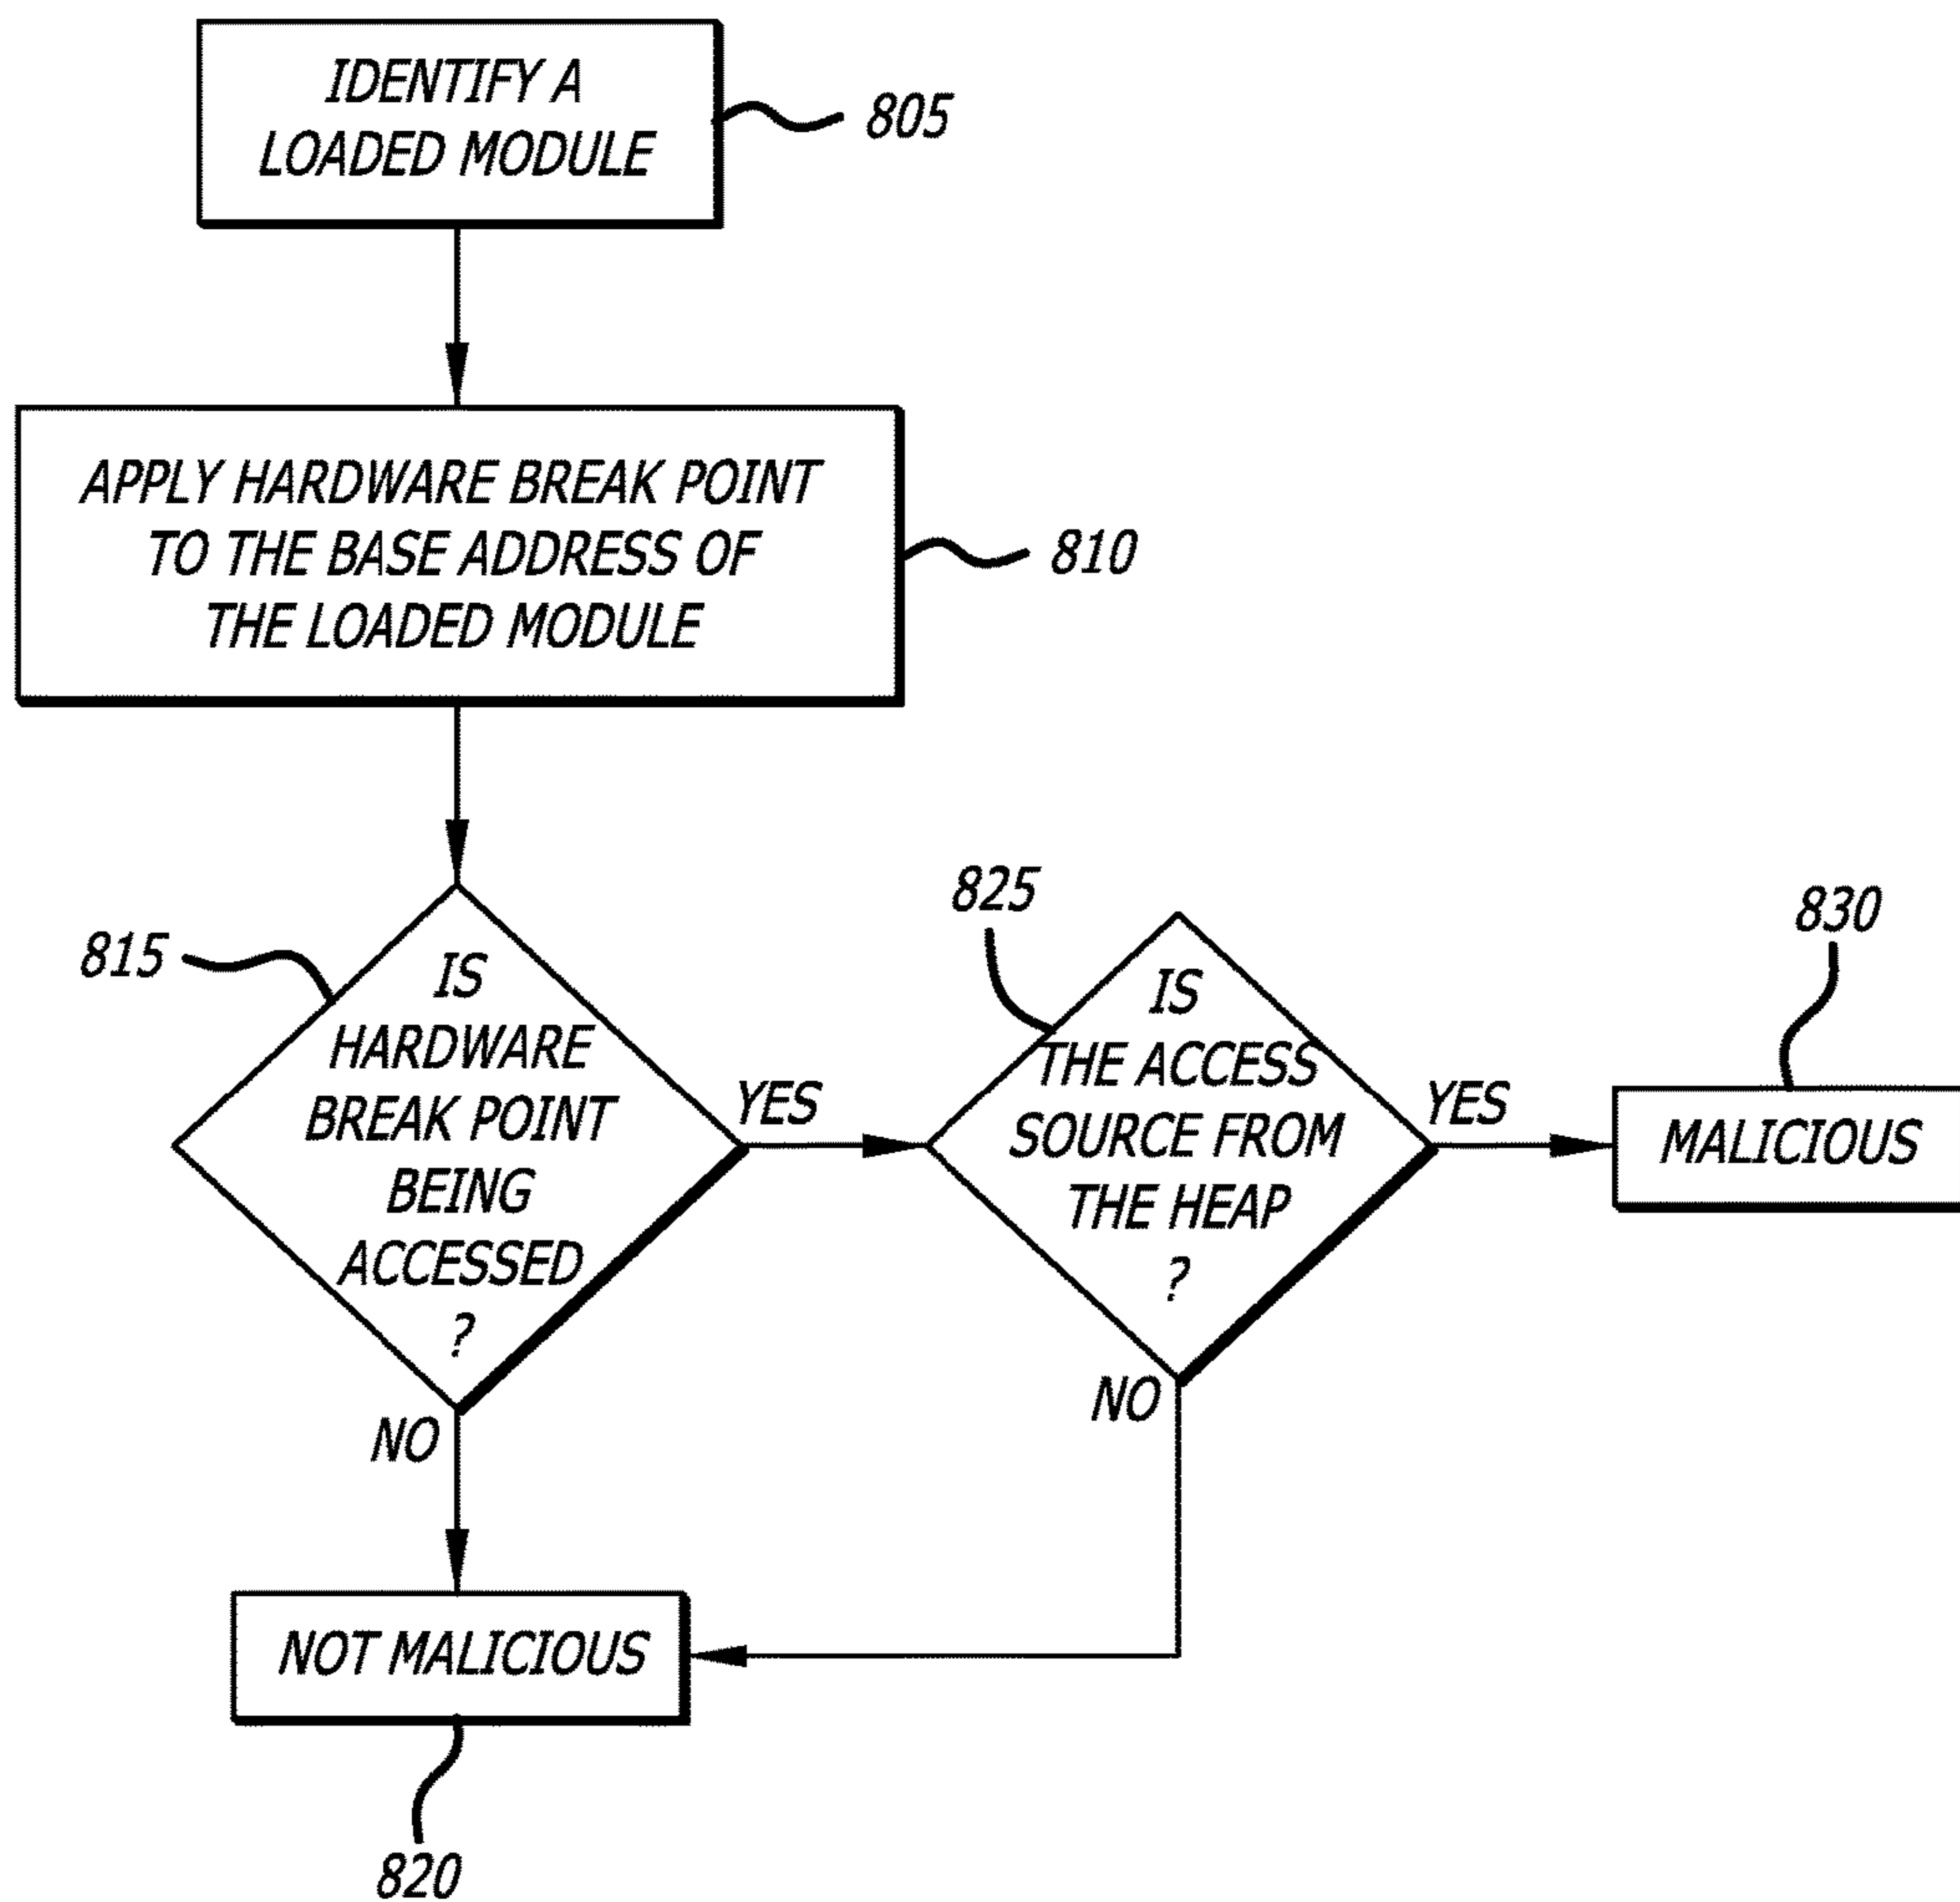 IDENTIFY A
LOADED MODULE
805
APPLY HARDWARE BREAK POINT
TO THE BASE ADDRESS OF
THE LOADED MODULE
810
815
IS
HARDWARE
BREAK POINT
BEING
ACCESSED
?
YES
NO
825
IS
THE ACCESS
SOURCE FROM
THE HEAP
?
YES
NO
830
MALICIOUS
NOT MALICIOUS
820